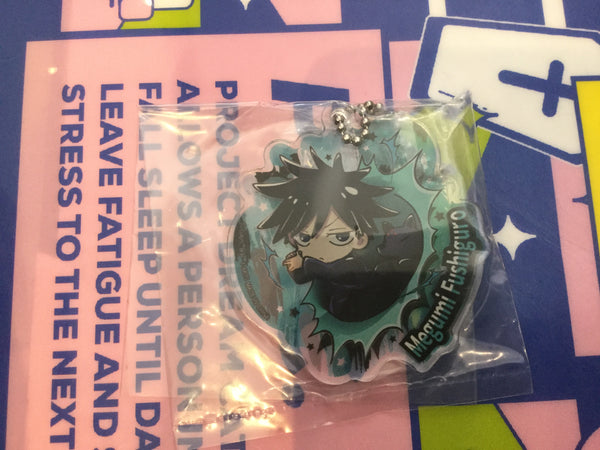 PROJECT DREAM
ALLOWS A PERSON
FALL SLEEP UNTIL DA
LEAVE FATIGUE AND
STRESS TO THE NEXT
Megumi Fushiguro